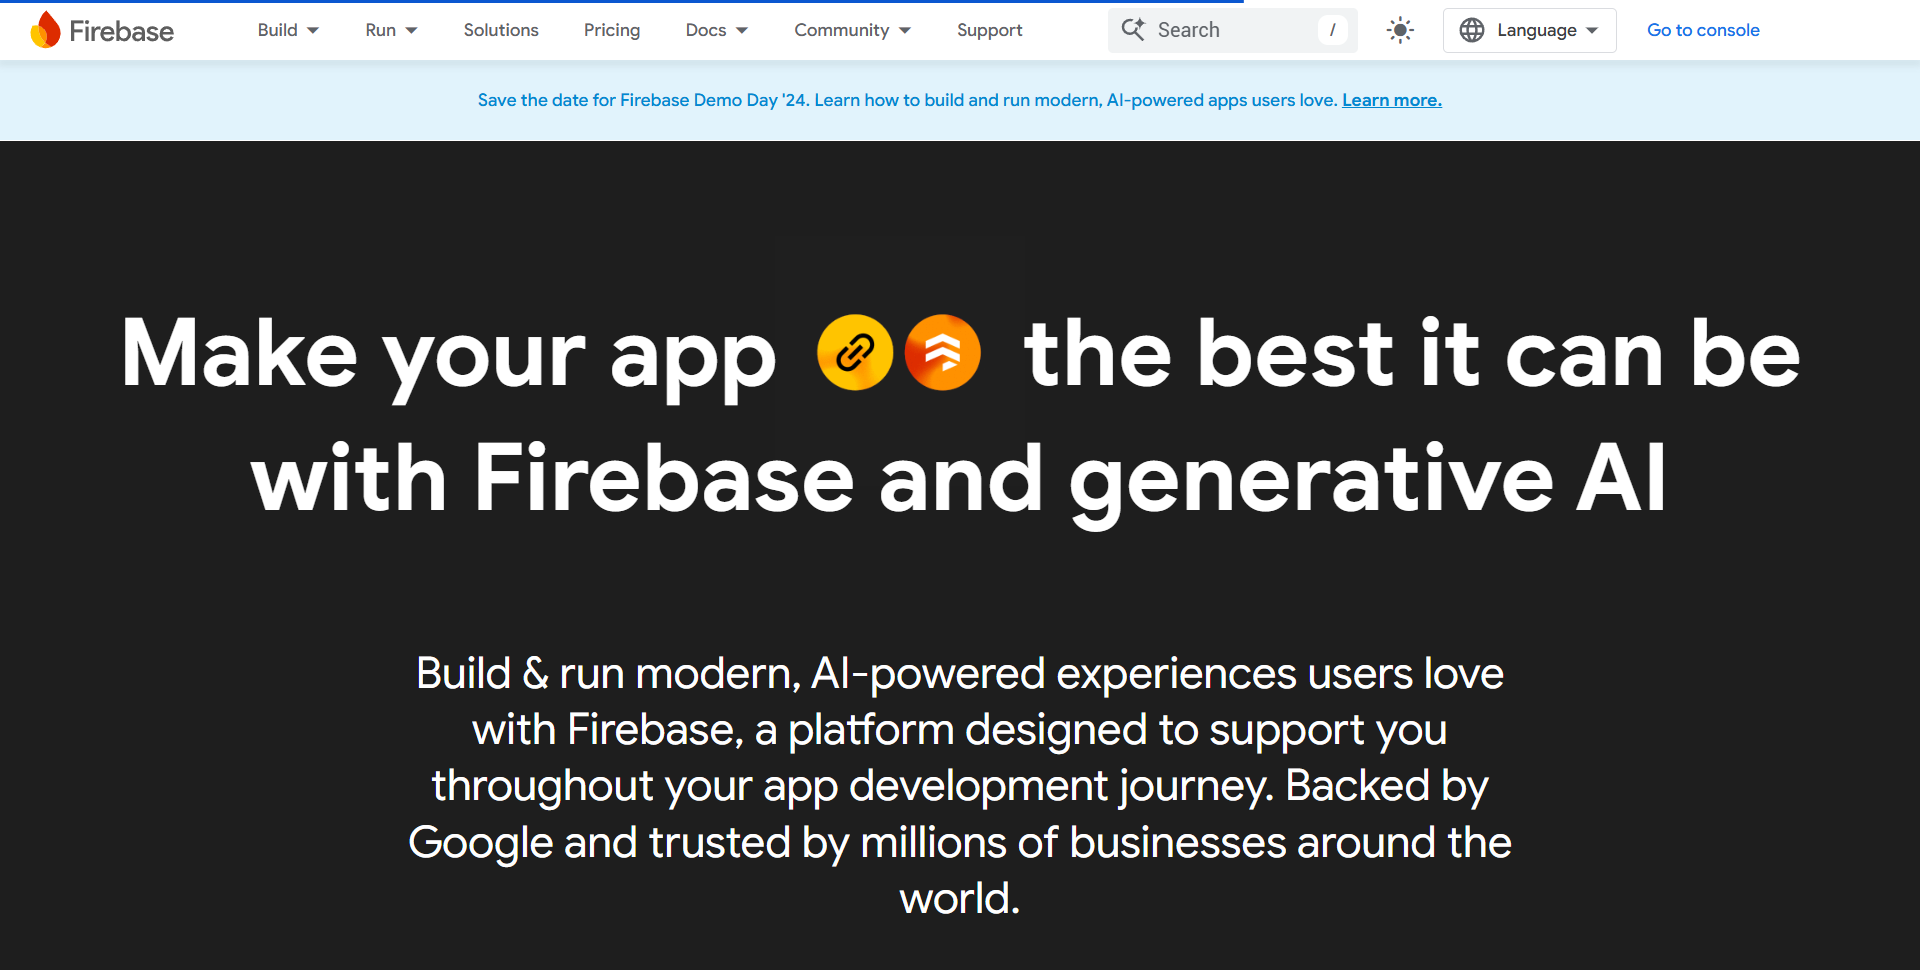 Firebase
Build
Run
Solutions
Pricing
Docs
Community
Support
Search
/
Language
Go to console
Save the date for Firebase Demo Day '24. Learn how to build and run modern, AI-powered apps users love. Learn more.
Make your app the best it can be
with Firebase and generative AI
Build & run modern, AI-powered experiences users love
with Firebase, a platform designed to support you
throughout your app development journey. Backed by
Google and trusted by millions of businesses around the
world.